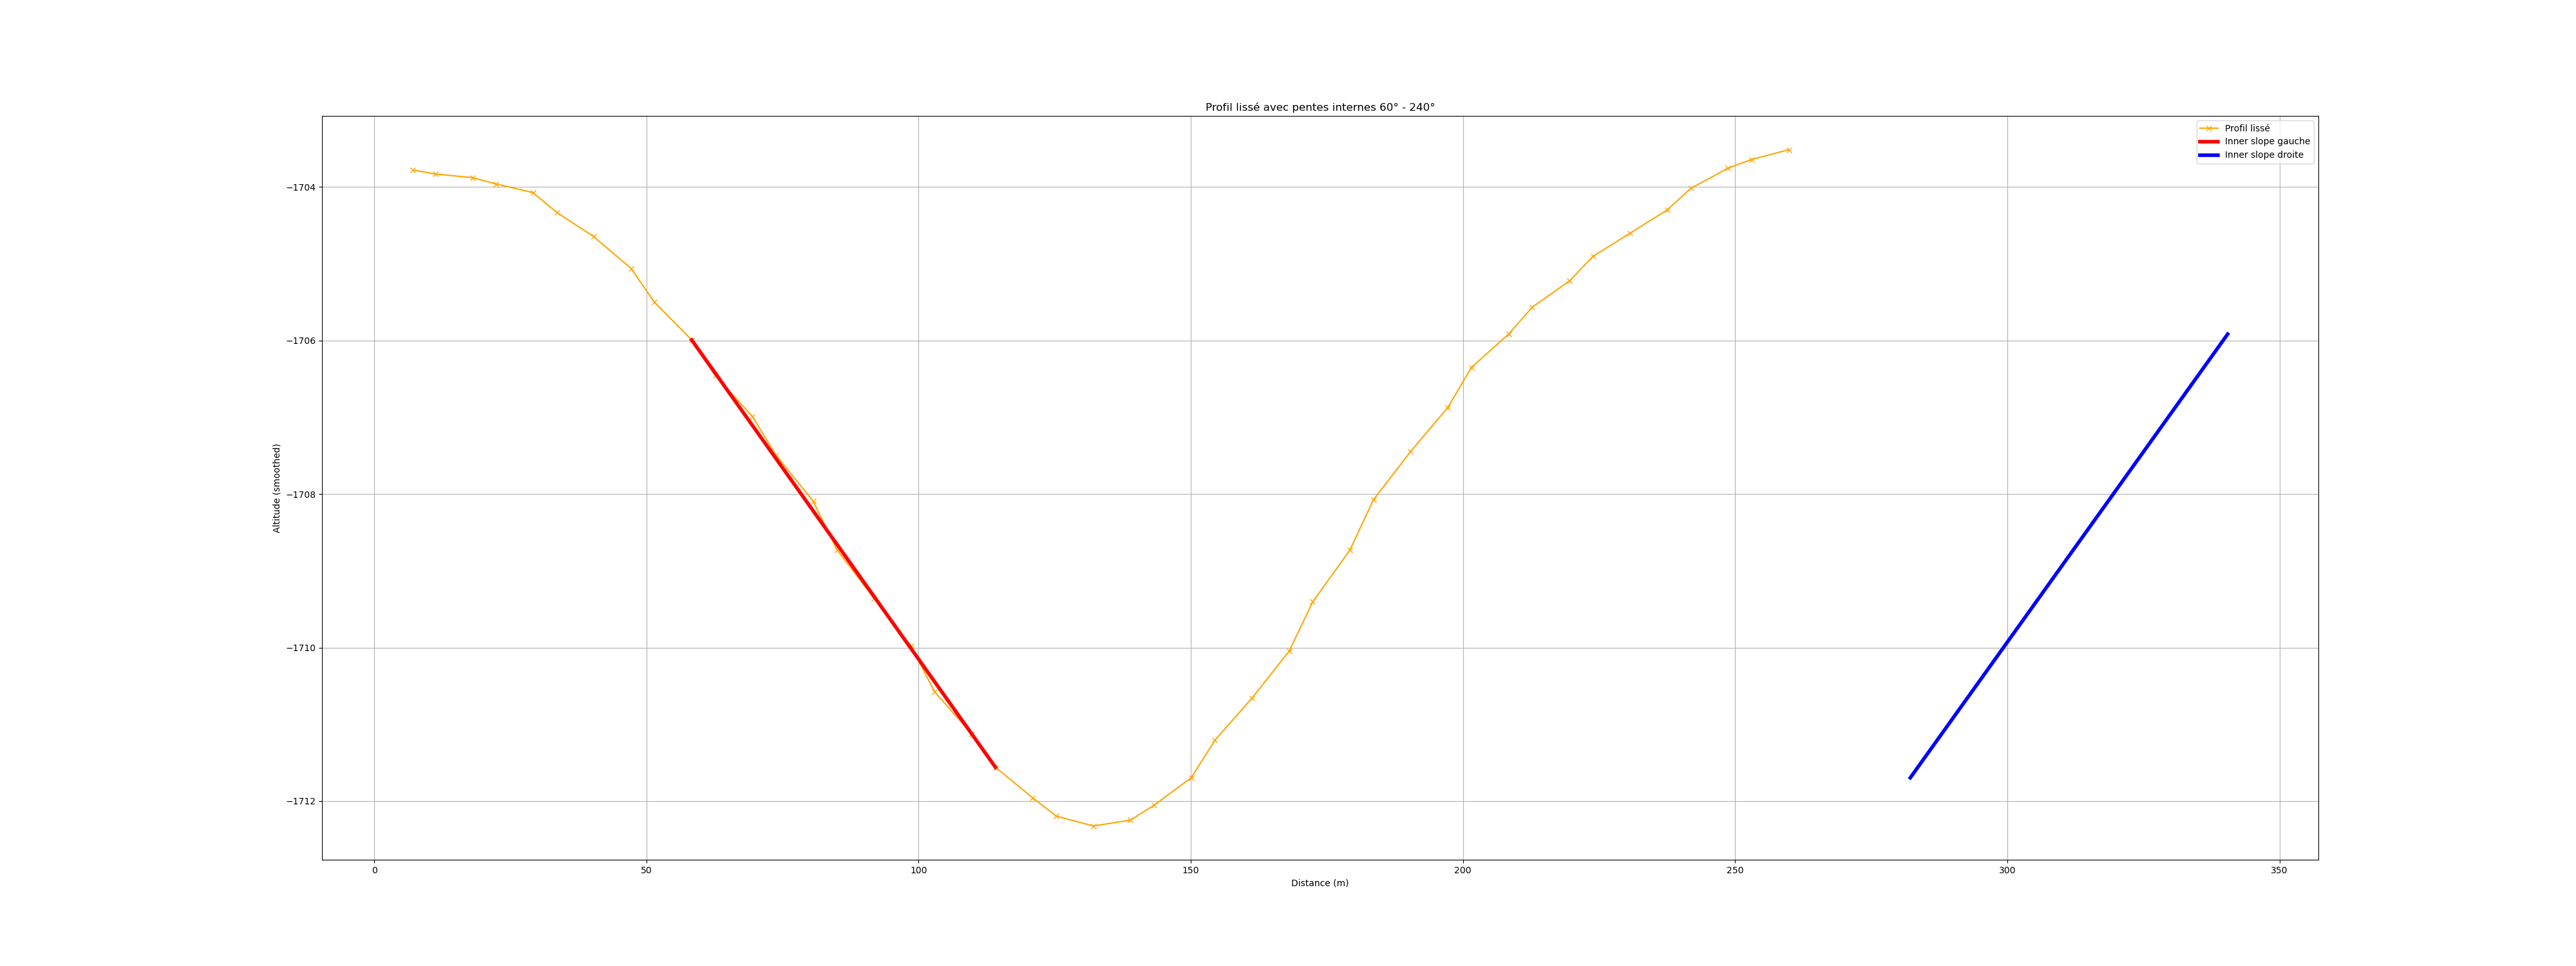 Profil lissé avec pentes internes 60° - 240°
Profil lissé
Inner slope gauche
Inner slope droite
−1704
−1706
−1708
−1710
−1712
Altitude (smoothed)
0
50
100
150
200
250
300
350
Distance (m)